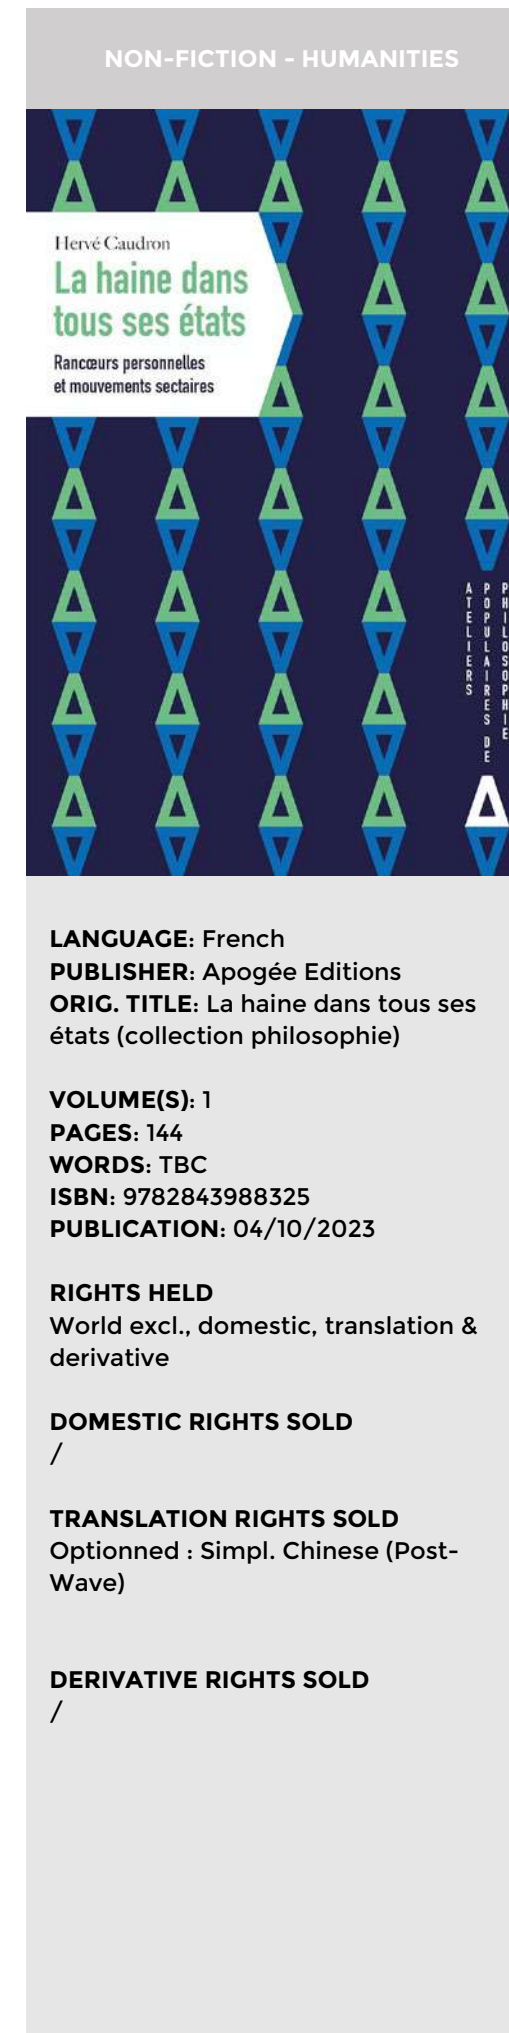 NON-FICTION - HUMANITIES
Hervé Caudron
La haine dans
tous ses états
Rancœurs personnelles
et mouvements sectaires
ATELIERS
POPULAIRES DE
PHILOSOPHIE
LANGUAGE: French
PUBLISHER: Apogée Editions
ORIG. TITLE: La haine dans tous ses
états (collection philosophie)
VOLUME(S): 1
PAGES: 144
WORDS: TBC
ISBN: 9782843988325
PUBLICATION: 04/10/2023
RIGHTS HELD
World excl., domestic, translation &
derivative
DOMESTIC RIGHTS SOLD
/
TRANSLATION RIGHTS SOLD
Optionned : Simpl. Chinese (Post-
Wave)
DERIVATIVE RIGHTS SOLD
/